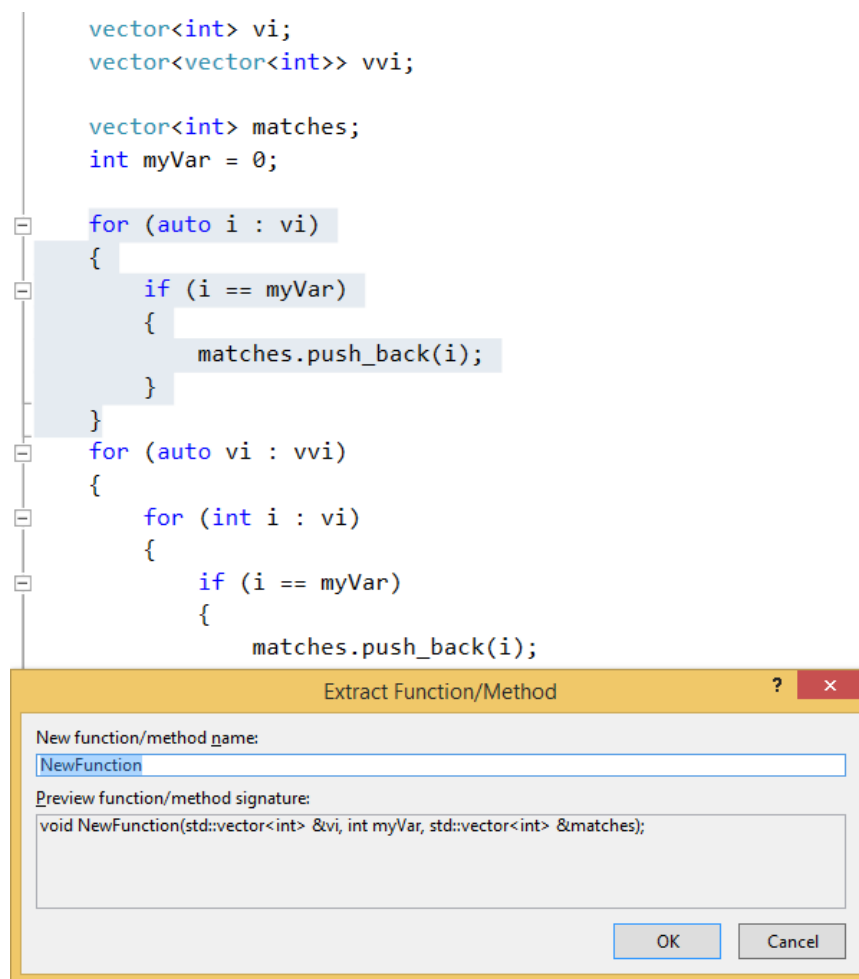 vector<int> vi;
vector<vector<int>> vvi;
vector<int> matches;
int myVar = 0;
for (auto i : vi)
{
if (i == myVar)
{
matches.push_back(i);
}
}
for (auto vi : vvi)
{
for (int i : vi)
{
if (i == myVar)
{
matches.push_back(i);
Extract Function/Method ? ×
New function/method name:
NewFunction
Preview function/method signature:
void NewFunction(std::vector<int> &vi, int myVar, std::vector<int> &matches);
OK Cancel